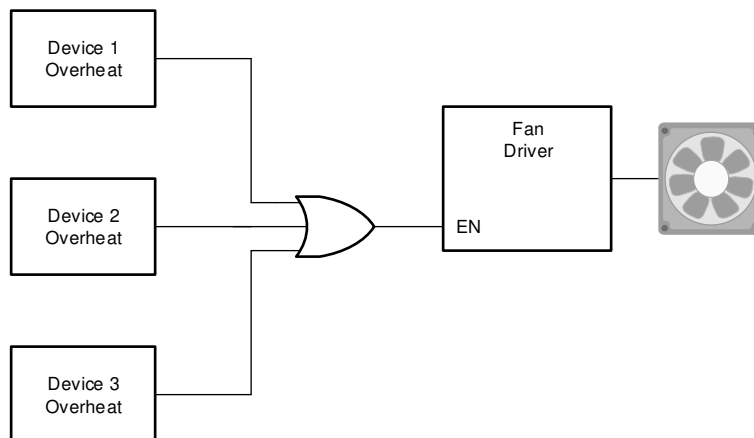 Device 1
Overheat
Device 2
Overheat
Device 3
Overheat
Fan
Driver
EN